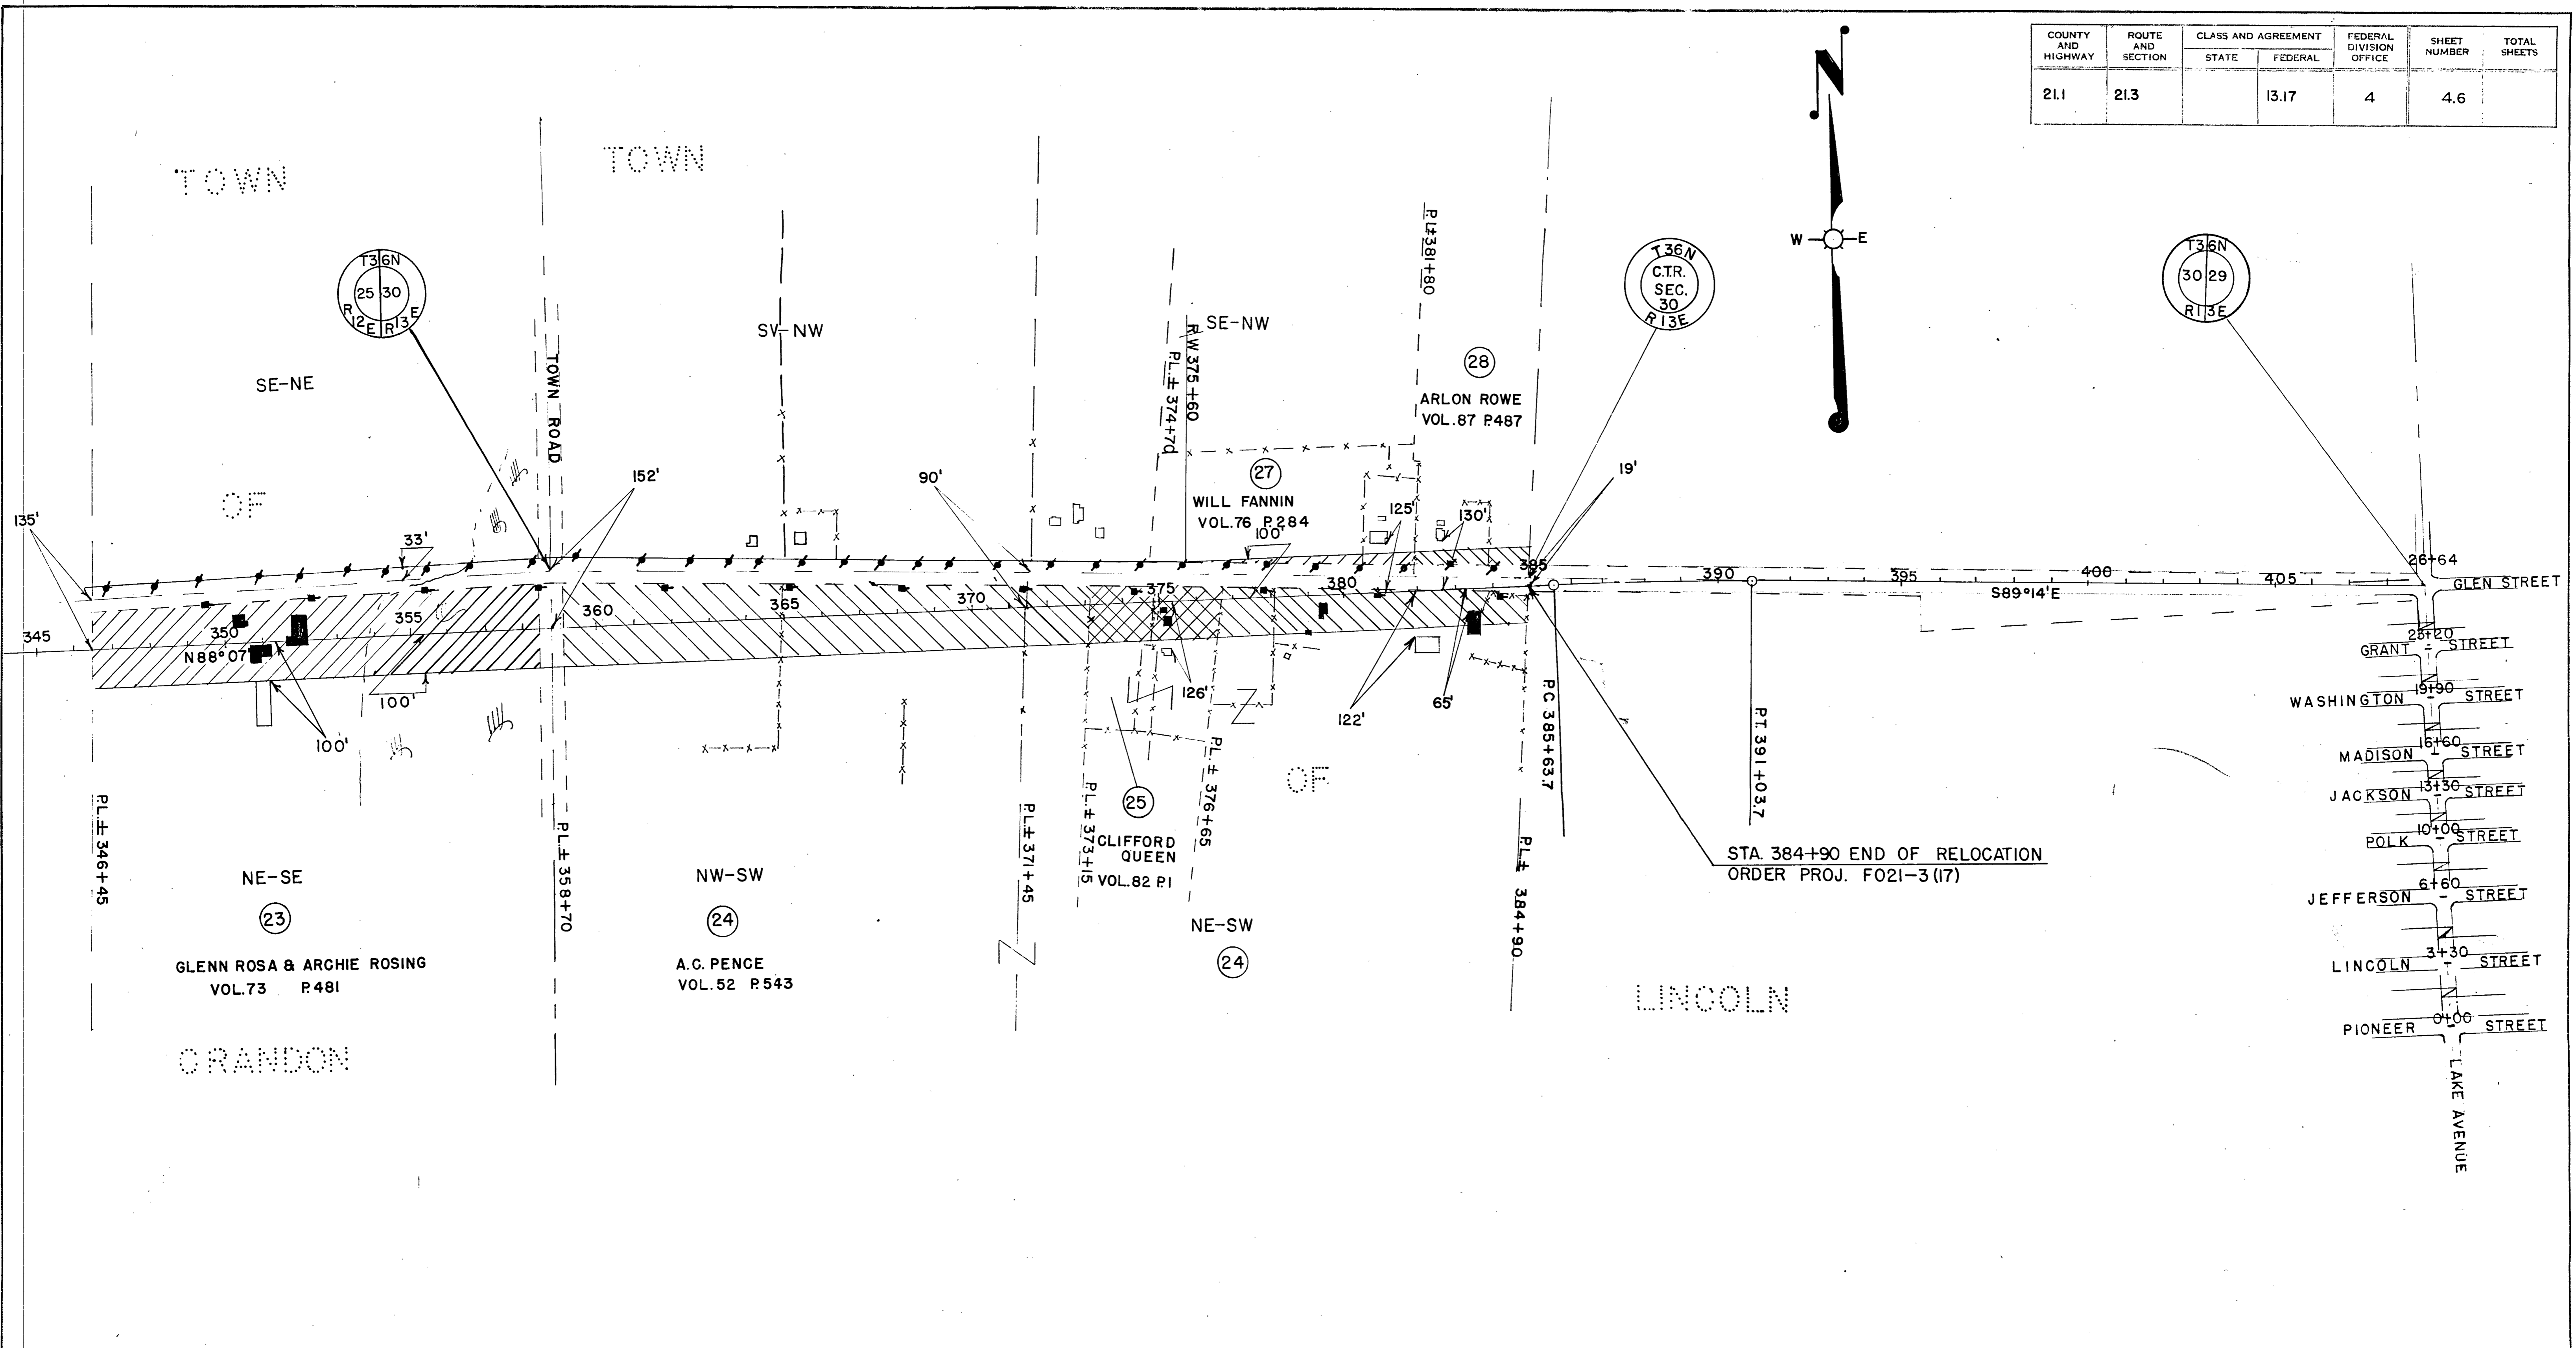 COUNTY AND HIGHWAY
ROUTE AND SECTION
CLASS AND AGREEMENT
STATE
FEDERAL
FEDERAL DIVISION OFFICE
SHEET NUMBER
TOTAL SHEETS
21.1
21.3
13.17
4
4.6
N
W
E
TOWN
TOWN
T36N
25 30
R12E R13E
T36N
C.T.R.
SEC.
30
R13E
T36N
30 29
R13E
SE-NE
SW-NW
SE-NW
TOWN ROAD
P.L.± 374+70
R/W 375+60
P.L.± 381+80
28
ARLON ROWE
VOL. 87 P. 487
27
WILL FANNIN
VOL. 76 P. 284
100'
OF
135'
33'
152'
90'
125'
130'
19'
345
350
355
360
365
370
375
380
385
390
395
400
405
N88°07'
S89°14'E
100'
100'
126'
122'
65'
P.C. 385+63.7
P.T. 391+03.7
P.L.± 346+45
P.L.± 358+70
P.L.± 371+45
P.L.± 373+15
P.L.± 376+65
P.L.± 384+90
25
CLIFFORD
QUEEN
VOL. 82 P. 1
OF
STA. 384+90 END OF RELOCATION
ORDER PROJ. F021-3 (17)
NE-SE
23
GLENN ROSA & ARCHIE ROSING
VOL. 73 P. 481
NW-SW
24
A.C. PENCE
VOL. 52 P. 543
NE-SW
24
CRANDON
LINCOLN
26+64
GLEN STREET
23+20
GRANT STREET
19+90
WASHINGTON STREET
16+60
MADISON STREET
13+30
JACKSON STREET
10+00
POLK STREET
6+60
JEFFERSON STREET
3+30
LINCOLN STREET
0+00
PIONEER STREET
LAKE AVENUE